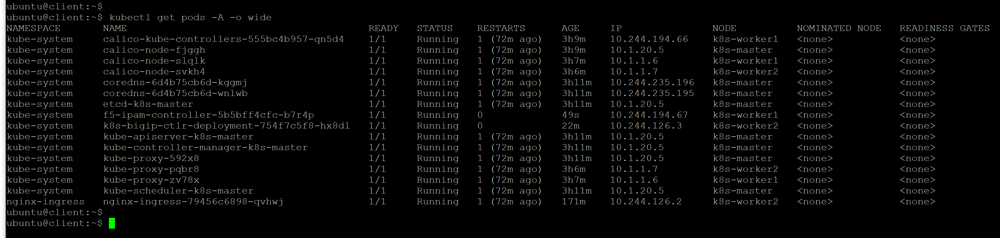 ubuntu@client:~$
ubuntu@client:~$ kubectl get pods -A -o wide
NAMESPACE       NAME                                        READY   STATUS    RESTARTS      AGE     IP               NODE          NOMINATED NODE   READINESS GATES
kube-system     calico-kube-controllers-555bc4b957-qn5d4    1/1     Running   1 (72m ago)   3h9m    10.244.194.66    k8s-worker1   <none>           <none>
kube-system     calico-node-fjggh                           1/1     Running   1 (72m ago)   3h9m    10.1.20.5        k8s-master    <none>           <none>
kube-system     calico-node-slqlk                           1/1     Running   1 (72m ago)   3h7m    10.1.1.6         k8s-worker1   <none>           <none>
kube-system     calico-node-svkh4                           1/1     Running   1 (72m ago)   3h6m    10.1.1.7         k8s-worker2   <none>           <none>
kube-system     coredns-6d4b75cb6d-kggmj                    1/1     Running   1 (72m ago)   3h11m   10.244.235.196   k8s-master    <none>           <none>
kube-system     coredns-6d4b75cb6d-wnlwb                    1/1     Running   1 (72m ago)   3h11m   10.244.235.195   k8s-master    <none>           <none>
kube-system     etcd-k8s-master                             1/1     Running   1 (72m ago)   3h11m   10.1.20.5        k8s-master    <none>           <none>
kube-system     f5-ipam-controller-5b5bff4cfc-b7r4p         1/1     Running   0             49s     10.244.194.67    k8s-worker1   <none>           <none>
kube-system     k8s-bigip-ctlr-deployment-754f7c5f8-hx8dl   1/1     Running   0             22m     10.244.126.3     k8s-worker2   <none>           <none>
kube-system     kube-apiserver-k8s-master                   1/1     Running   1 (72m ago)   3h11m   10.1.20.5        k8s-master    <none>           <none>
kube-system     kube-controller-manager-k8s-master          1/1     Running   1 (72m ago)   3h11m   10.1.20.5        k8s-master    <none>           <none>
kube-system     kube-proxy-592x8                            1/1     Running   1 (72m ago)   3h11m   10.1.20.5        k8s-master    <none>           <none>
kube-system     kube-proxy-pqbr8                            1/1     Running   1 (72m ago)   3h6m    10.1.1.7         k8s-worker2   <none>           <none>
kube-system     kube-proxy-zv78x                            1/1     Running   1 (72m ago)   3h7m    10.1.1.6         k8s-worker1   <none>           <none>
kube-system     kube-scheduler-k8s-master                   1/1     Running   1 (72m ago)   3h11m   10.1.20.5        k8s-master    <none>           <none>
nginx-ingress   nginx-ingress-79456c6898-qvhwj              1/1     Running   1 (72m ago)   171m    10.244.126.2     k8s-worker2   <none>           <none>
ubuntu@client:~$
ubuntu@client:~$